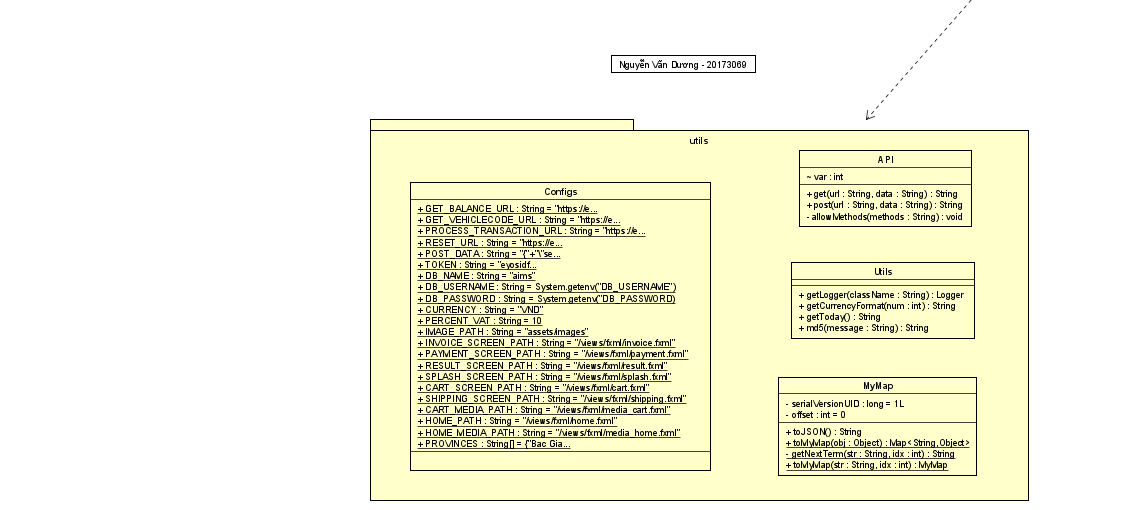 Nguyễn Văn Dương - 20173069
utils
Configs
+ GET_BALANCE_URL : String = "https://e...
+ GET_VEHICLECODE_URL : String = "https://e...
+ PROCESS_TRANSACTION_URL : String = "https://e...
+ RESET_URL : String = "https://e...
+ POST_DATA : String = "{"+"\"se...
+ TOKEN : String = "eyosidf...
+ DB_NAME : String = "aims"
+ DB_USERNAME : String = System.getenv("DB_USERNAME")
+ DB_PASSWORD : String = System.getenv("DB_PASSWORD)
+ CURRENCY : String = "VND"
+ PERCENT_VAT : String = 10
+ IMAGE_PATH : String = "assets/images"
+ INVOICE_SCREEN_PATH : String = "/views/fxml/invoice.fxml"
+ PAYMENT_SCREEN_PATH : String = "/views/fxml/payment.fxml"
+ RESULT_SCREEN_PATH : String = "/views/fxml/result.fxml"
+ SPLASH_SCREEN_PATH : String = "/views/fxml/splash.fxml"
+ CART_SCREEN_PATH : String = "/views/fxml/cart.fxml"
+ SHIPPING_SCREEN_PATH : String = "/views/fxml/shipping.fxml"
+ CART_MEDIA_PATH : String = "/views/fxml/media_cart.fxml"
+ HOME_PATH : String = "/views/fxml/home.fxml"
+ HOME_MEDIA_PATH : String = "/views/fxml/media_home.fxml"
+ PROVINCES : String[] = {"Bac Gia...
API
~ var : int
+ get(url : String, data : String) : String
+ post(url : String, data : String) : String
- allowMethods(methods : String) : void
Utils
+ getLogger(className : String) : Logger
+ getCurrencyFormat(num : int) : String
+ getToday() : String
+ md5(message : String) : String
MyMap
- serialVersionUID : long = 1L
- offset : int = 0
+ toJSON() : String
+ toMyMap(obj : Object) : Map<String,Object>
- getNextTerm(str : String, idx : int) : String
+ toMyMap(str : String, idx : int) : MyMap